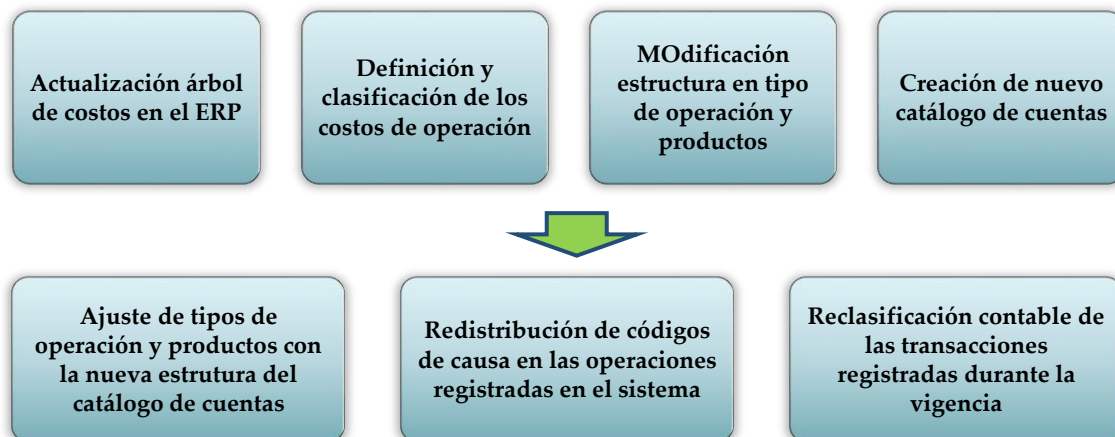 Actualización árbol
de costos en el ERP
Definición y
clasificación de los
costos de operación
MOdificación
estructura en tipo
de operación y
productos
Creación de nuevo
catálogo de cuentas
Ajuste de tipos de
operación y productos con
la nueva estrutura del
catálogo de cuentas
Redistribución de códigos
de causa en las operaciones
registradas en el sistema
Reclasificación contable de
las transacciones
registradas durante la
vigencia